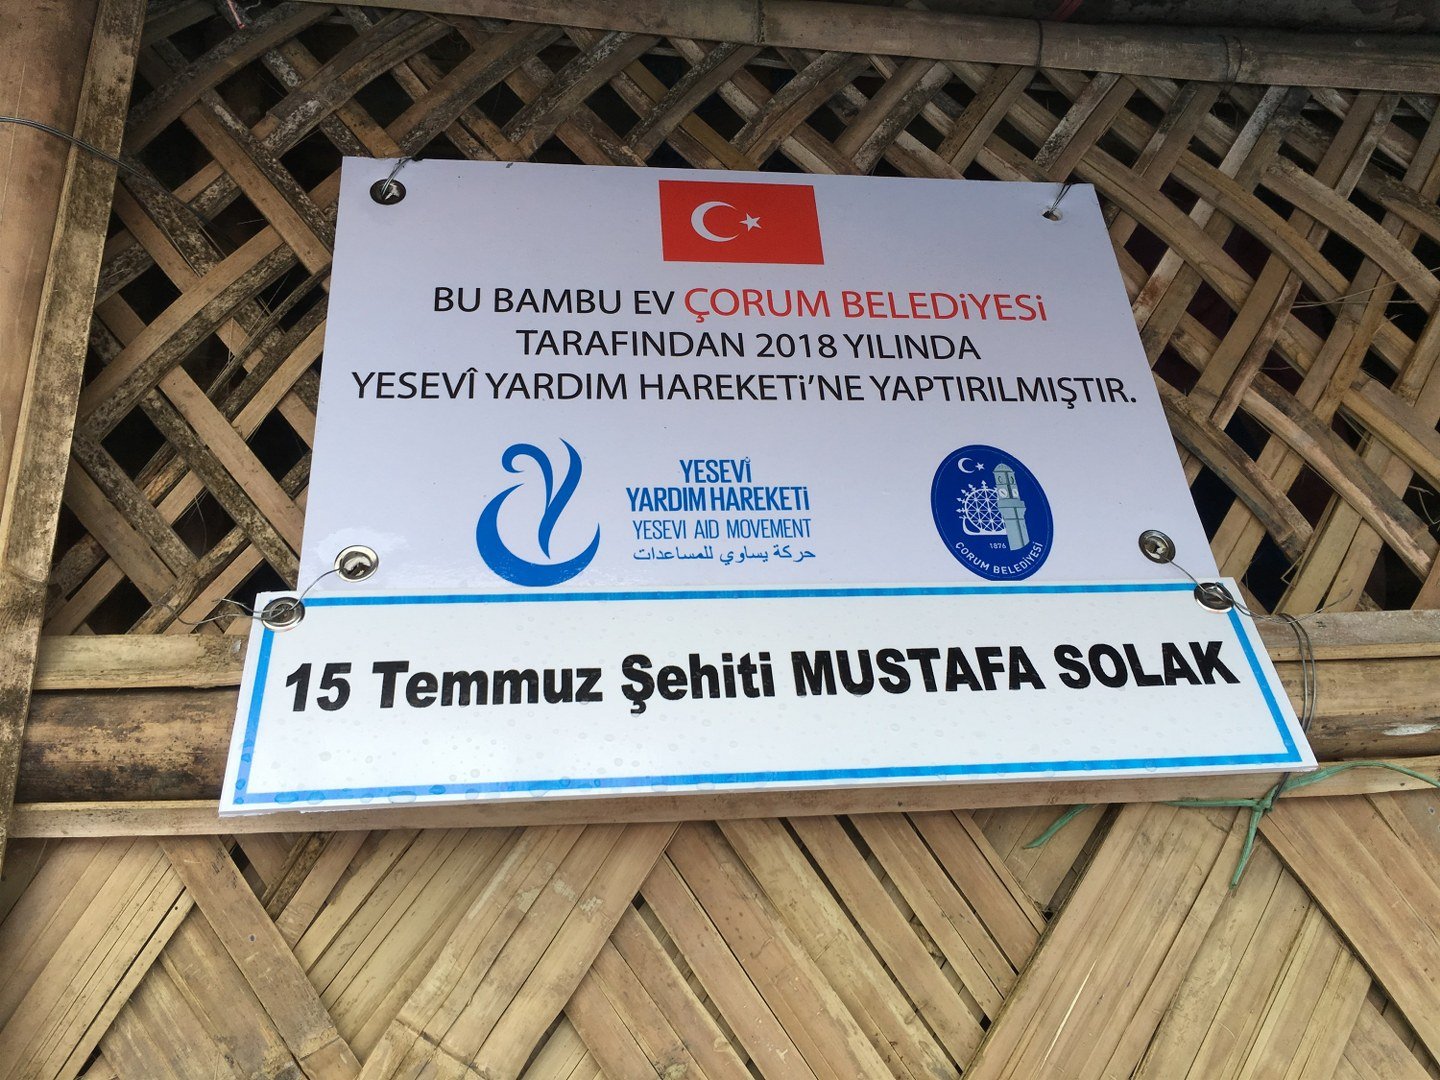 BU BAMBU EV ÇORUM BELEDiYESi
TARAFINDAN 2018 YILINDA
YESEVÎ YARDIM HAREKETi'NE YAPTIRILMIŞTIR.
YESEVÎ
YARDIM HAREKETi
YESEVI AID MOVEMENT
حركة يساوي للمساعدات
1876
ÇORUM BELEDİYESİ
15 Temmuz Şehiti MUSTAFA SOLAK